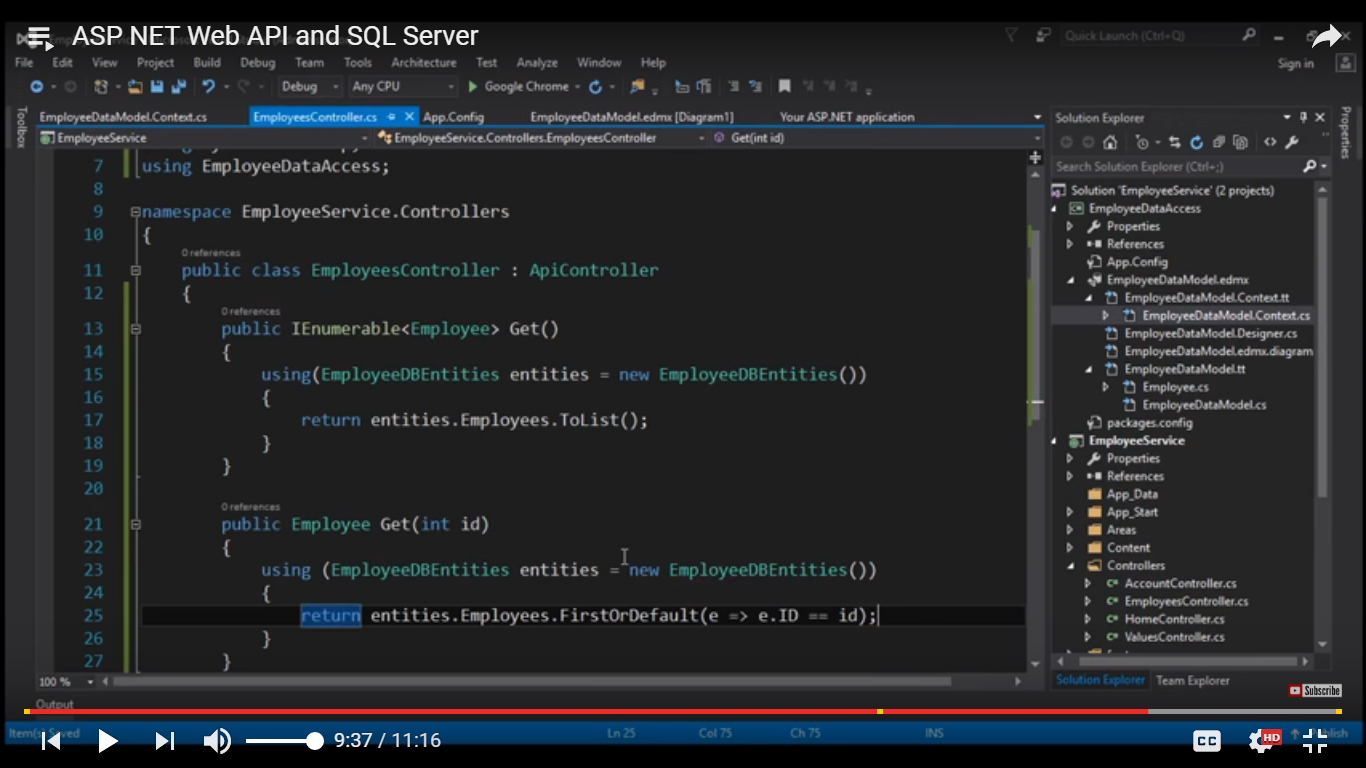 ASP NET Web API and SQL Server
Quick Launch (Ctrl+Q)
File Edit View Project Build Debug Team Tools Architecture Test Analyze Window Help
Sign in
Debug Any CPU Google Chrome
Toolbox
EmployeeDataModel.Context.cs EmployeesController.cs App.Config EmployeeDataModel.edmx [Diagram1] Your ASP.NET application
EmployeeService EmployeeService.Controllers.EmployeesController Get(int id)
7 using EmployeeDataAccess;
8
9 namespace EmployeeService.Controllers
10 {
0 references
11 public class EmployeesController : ApiController
12 {
0 references
13 public IEnumerable<Employee> Get()
14 {
15 using(EmployeeDBEntities entities = new EmployeeDBEntities())
16 {
17 return entities.Employees.ToList();
18 }
19 }
20
0 references
21 public Employee Get(int id)
22 {
23 using (EmployeeDBEntities entities = new EmployeeDBEntities())
24 {
25 return entities.Employees.FirstOrDefault(e => e.ID == id);
26 }
27 }
100 %
Solution Explorer
Search Solution Explorer (Ctrl+;)
Solution 'EmployeeService' (2 projects)
EmployeeDataAccess
Properties
References
App.Config
EmployeeDataModel.edmx
EmployeeDataModel.Context.tt
EmployeeDataModel.Context.cs
EmployeeDataModel.Designer.cs
EmployeeDataModel.edmx.diagram
EmployeeDataModel.tt
Employee.cs
EmployeeDataModel.cs
packages.config
EmployeeService
Properties
References
App_Data
App_Start
Areas
Content
Controllers
AccountController.cs
EmployeesController.cs
HomeController.cs
ValuesController.cs
Solution Explorer Team Explorer
Properties
Subscribe
Output
9:37 / 11:16
Ln 25 Col 75 Ch 75 INS
CC
HD